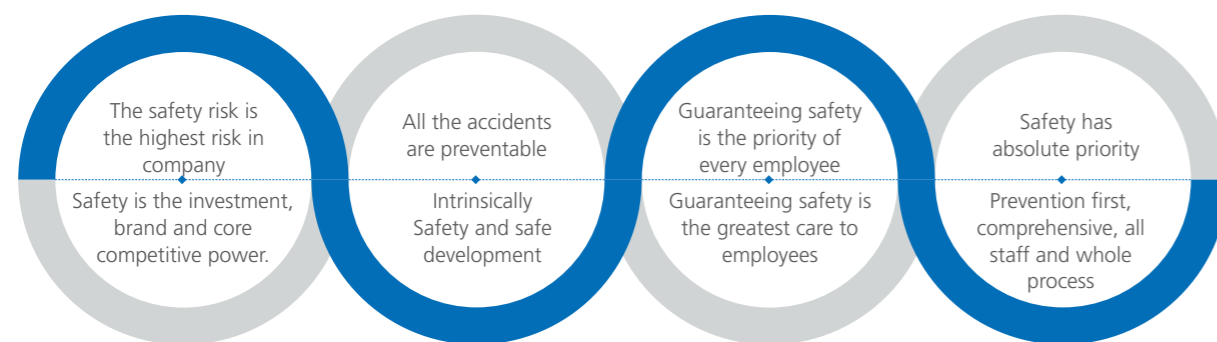 The safety risk is
the highest risk in
company
Safety is the investment,
brand and core
competitive power.
All the accidents
are preventable
Intrinsically
Safety and safe
development
Guaranteeing safety
is the priority of
every employee
Guaranteeing safety is
the greatest care to
employees
Safety has
absolute priority
Prevention first,
comprehensive, all
staff and whole
process